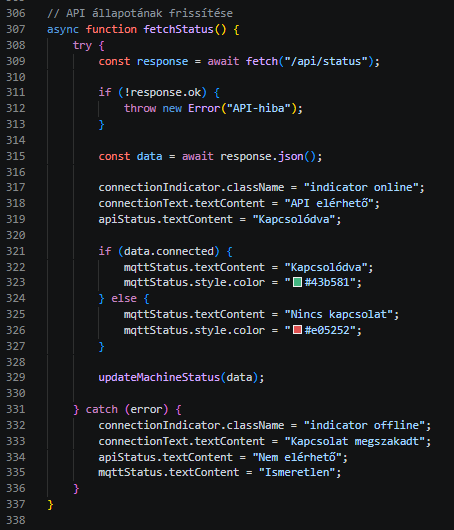 306 // API állapotának frissítése
307 async function fetchStatus() {
308     try {
309         const response = await fetch("/api/status");
310
311         if (!response.ok) {
312             throw new Error("API-hiba");
313         }
314
315         const data = await response.json();
316
317         connectionIndicator.className = "indicator online";
318         connectionText.textContent = "API elérhető";
319         apiStatus.textContent = "Kapcsolódva";
320
321         if (data.connected) {
322             mqttStatus.textContent = "Kapcsolódva";
323             mqttStatus.style.color = "#43b581";
324         } else {
325             mqttStatus.textContent = "Nincs kapcsolat";
326             mqttStatus.style.color = "#e05252";
327         }
328
329         updateMachineStatus(data);
330
331     } catch (error) {
332         connectionIndicator.className = "indicator offline";
333         connectionText.textContent = "Kapcsolat megszakadt";
334         apiStatus.textContent = "Nem elérhető";
335         mqttStatus.textContent = "Ismeretlen";
336     }
337 }
338